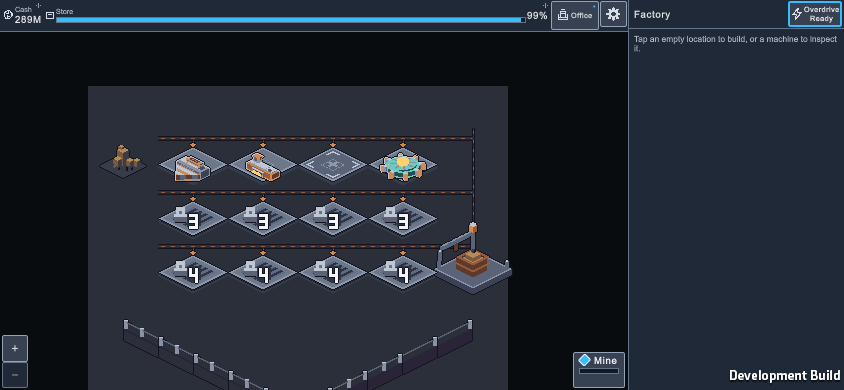 Cash
289M
Store
99%
Office
Factory
Overdrive
Ready
Tap an empty location to build, or a machine to inspect
it.
3 3 3 3
4 4 4 4
+
−
Mine
Development Build